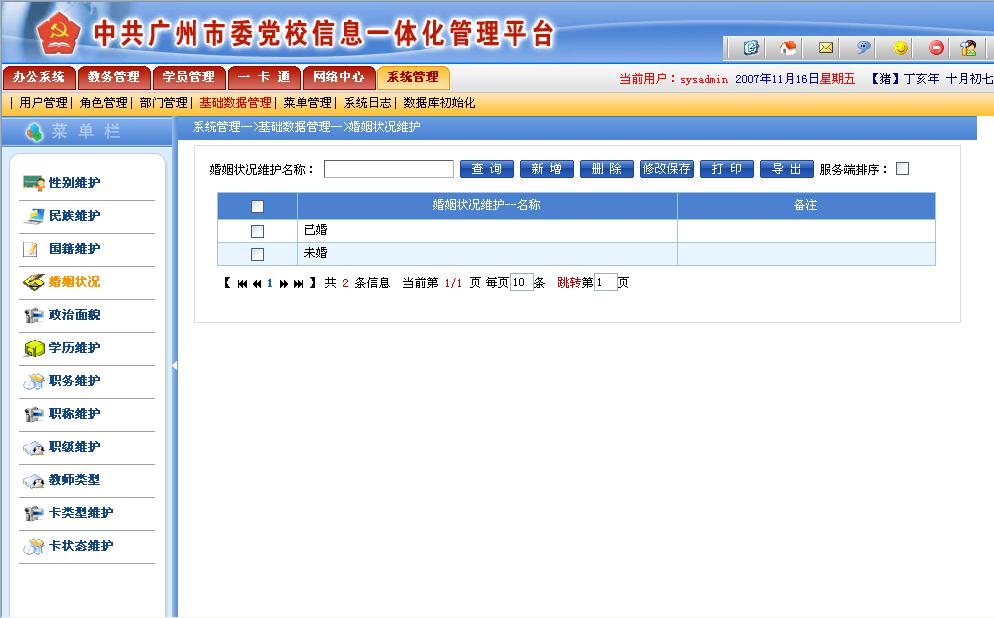 中共广州市委党校信息一体化管理平台
办公系统 教务管理 学员管理 一 卡 通 网络中心 系统管理 当前用户：sysadmin 2007年11月16日星期五 【猪】丁亥年 十月初七
| 用户管理| 角色管理| 部门管理| 基础数据管理| 菜单管理| 系统日志| 数据库初始化
菜 单 栏
系统管理一>基础数据管理一>婚姻状况维护
性别维护
民族维护
国籍维护
婚姻状况
政治面貌
学历维护
职务维护
职称维护
职级维护
教师类型
卡类型维护
卡状态维护
婚姻状况维护名称： 查 询 新 增 删 除 修改保存 打 印 导 出 服务端排序：
婚姻状况维护--名称 备注
已婚
未婚
【 1 】 共 2 条信息 当前第 1/1 页 每页10条 跳转第1页